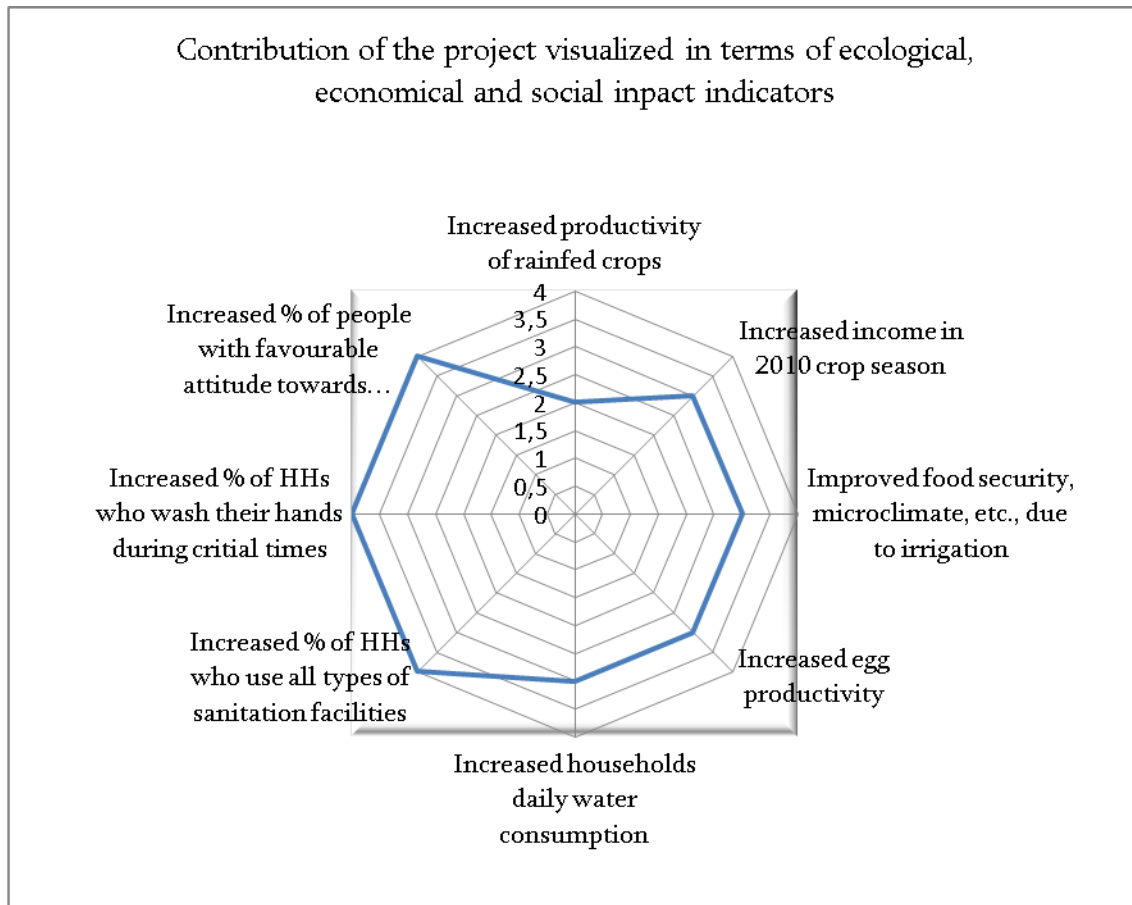 Contribution of the project visualized in terms of ecological,
economical and social inpact indicators
Increased productivity
of rainfed crops
Increased income in
2010 crop season
Improved food security,
microclimate, etc., due
to irrigation
Increased egg
productivity
Increased households
daily water
consumption
Increased % of HHs
who use all types of
sanitation facilities
Increased % of HHs
who wash their hands
during critial times
Increased % of people
with favourable
attitude towards…
4
3,5
3
2,5
2
1,5
1
0,5
0